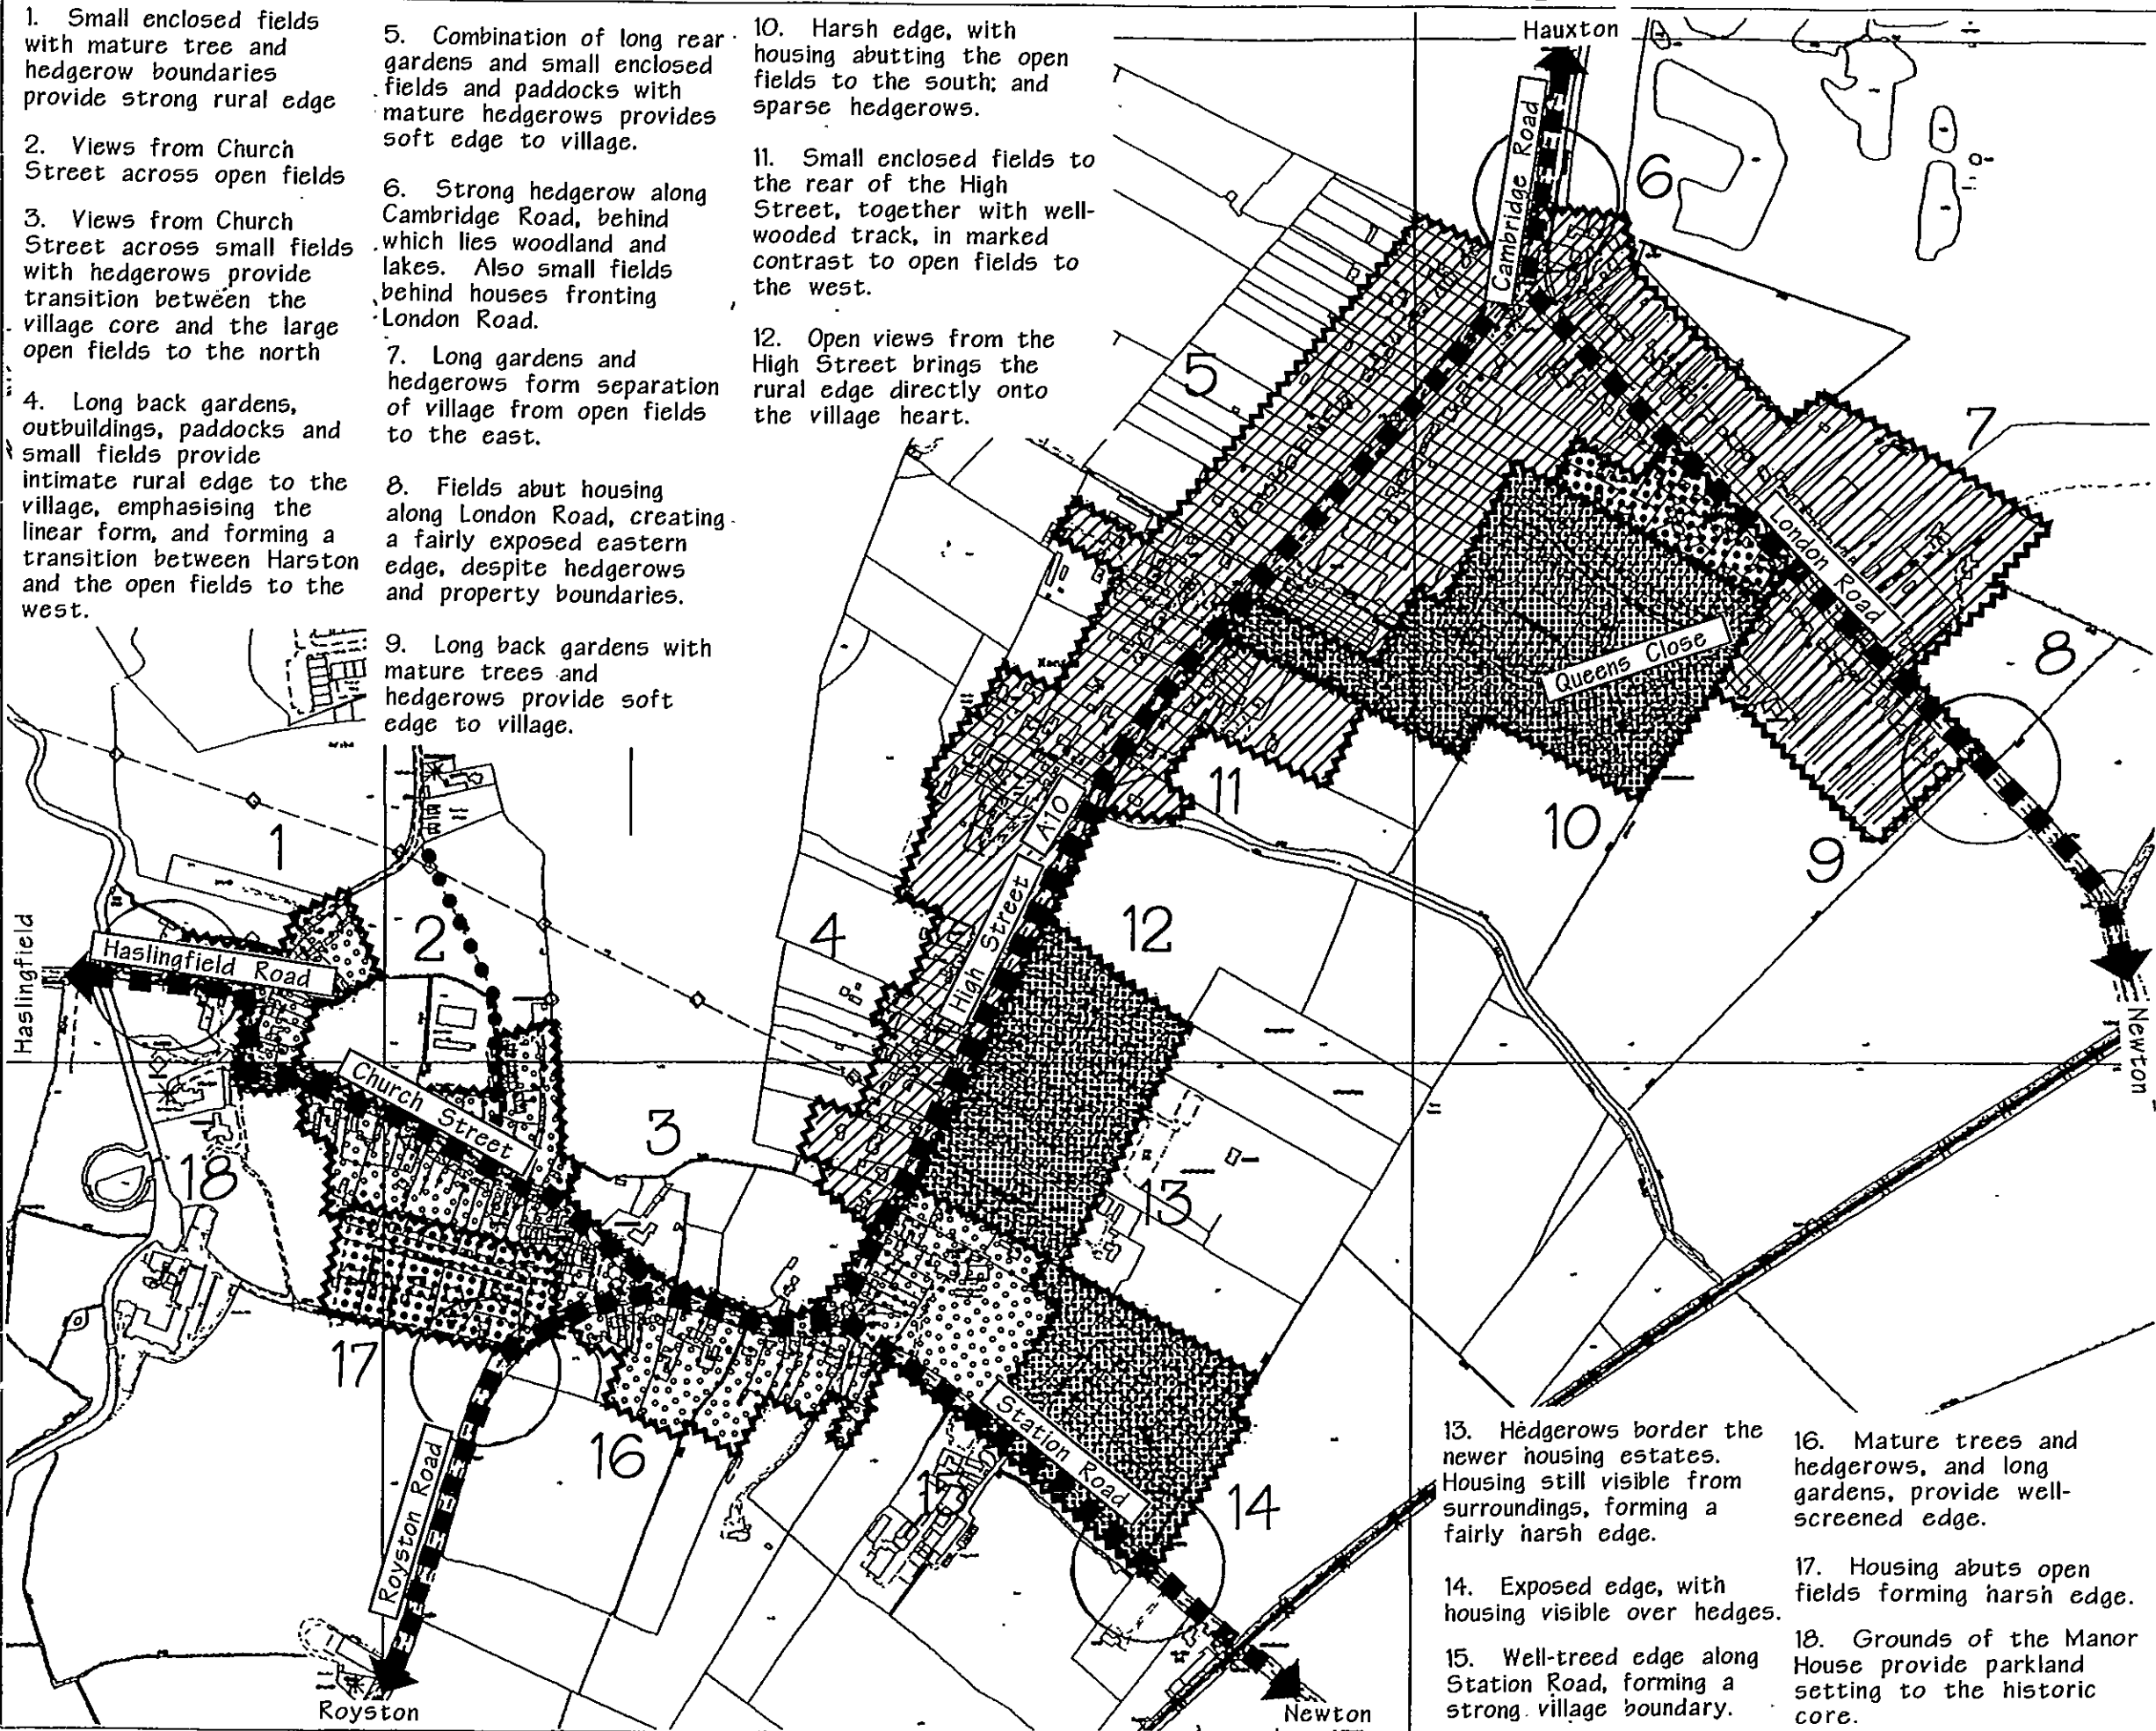 1. Small enclosed fields
with mature tree and
hedgerow boundaries
provide strong rural edge
2. Views from Church
Street across open fields
3. Views from Church
Street across small fields
with hedgerows provide
transition between the
village core and the large
open fields to the north
4. Long back gardens,
outbuildings, paddocks and
small fields provide
intimate rural edge to the
village, emphasising the
linear form, and forming a
transition between Harston
and the open fields to the
west.
5. Combination of long rear
gardens and small enclosed
fields and paddocks with
mature hedgerows provides
soft edge to village.
6. Strong hedgerow along
Cambridge Road, behind
which lies woodland and
lakes. Also small fields
behind houses fronting
London Road.
7. Long gardens and
hedgerows form separation
of village from open fields
to the east.
8. Fields abut housing
along London Road, creating
a fairly exposed eastern
edge, despite hedgerows
and property boundaries.
9. Long back gardens with
mature trees and
hedgerows provide soft
edge to village.
10. Harsh edge, with
housing abutting the open
fields to the south; and
sparse hedgerows.
11. Small enclosed fields to
the rear of the High
Street, together with well-
wooded track, in marked
contrast to open fields to
the west.
12. Open views from the
High Street brings the
rural edge directly onto
the village heart.
Hauxton
Cambridge Road
6
5
7
London Road
8
Queens Close
11
10
9
A10
High Street
12
4
1
2
Haslingfield
Haslingfield Road
Church Street
3
18
13
Newton
17
16
15
Station Road
14
Royston Road
Royston
Newton
13. Hedgerows border the
newer housing estates.
Housing still visible from
surroundings, forming a
fairly harsh edge.
14. Exposed edge, with
housing visible over hedges.
15. Well-treed edge along
Station Road, forming a
strong village boundary.
16. Mature trees and
hedgerows, and long
gardens, provide well-
screened edge.
17. Housing abuts open
fields forming harsh edge.
18. Grounds of the Manor
House provide parkland
setting to the historic
core.